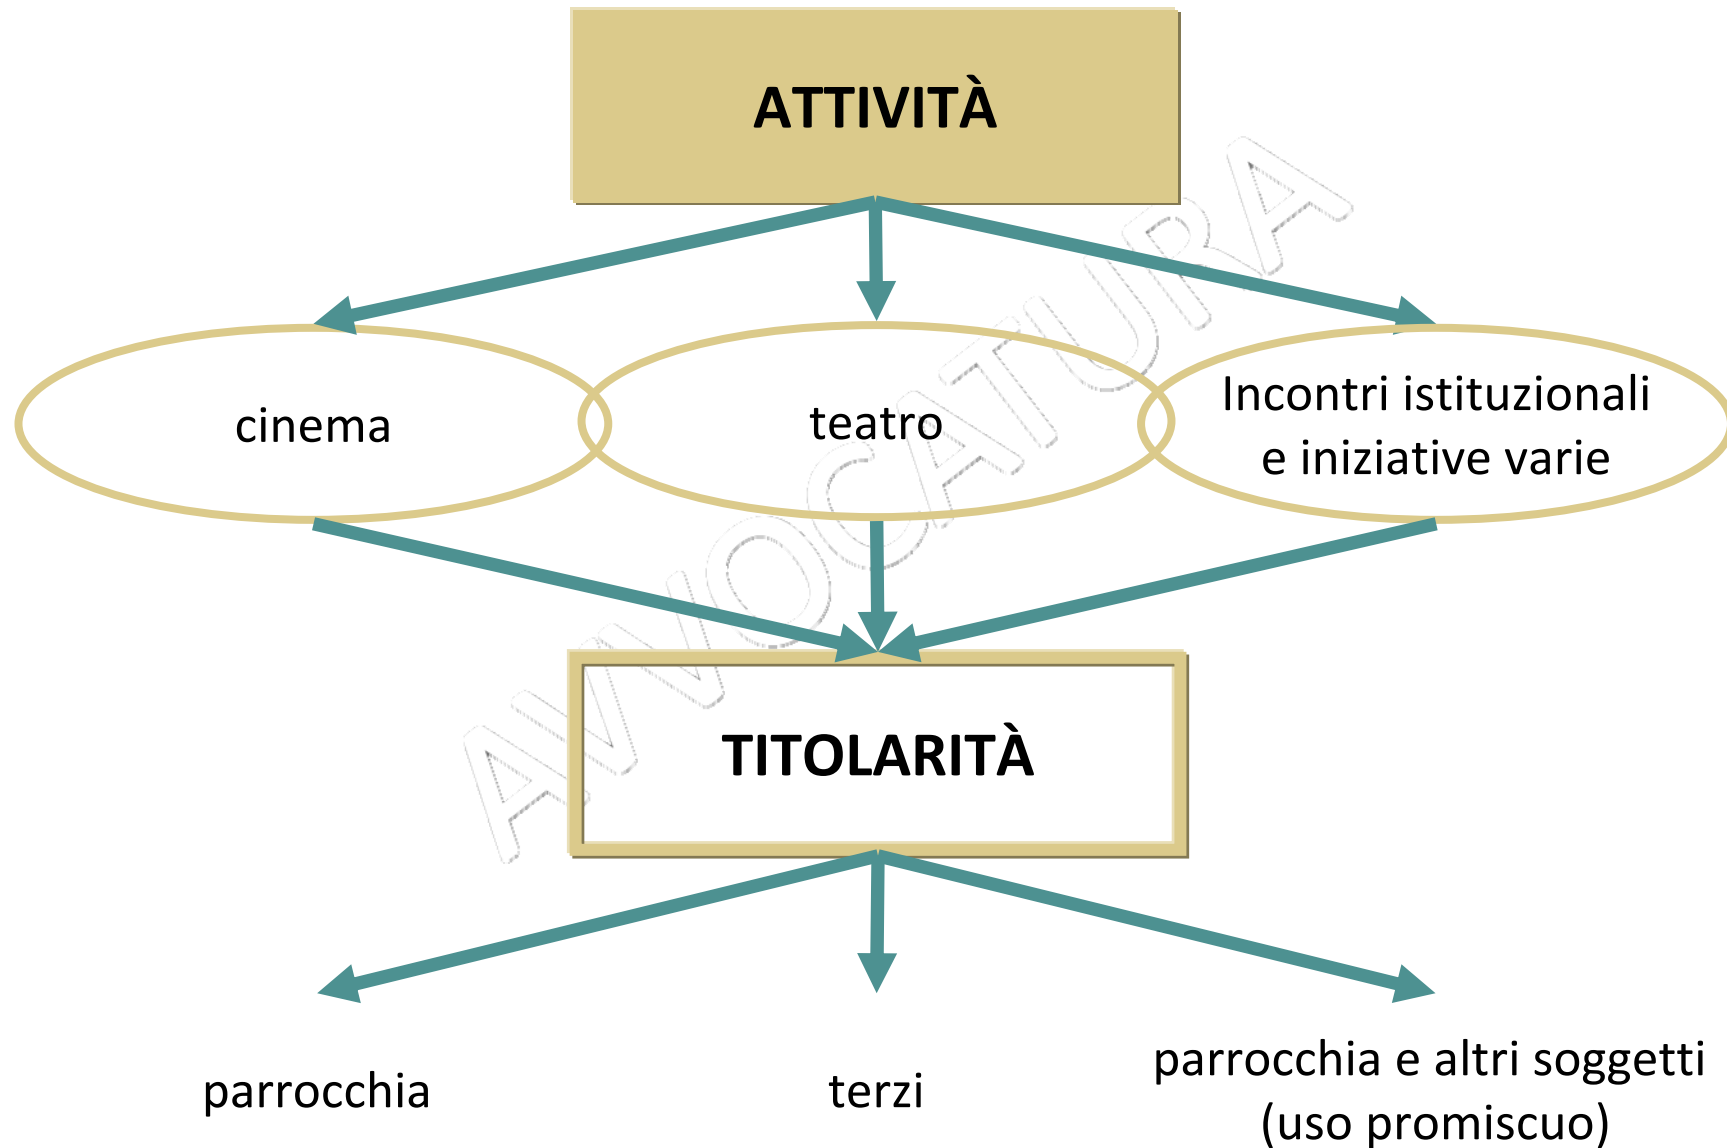 ATTIVITÀ
cinema
teatro
Incontri istituzionali
e iniziative varie
AVVOCATURA
TITOLARITÀ
parrocchia
terzi
parrocchia e altri soggetti
(uso promiscuo)